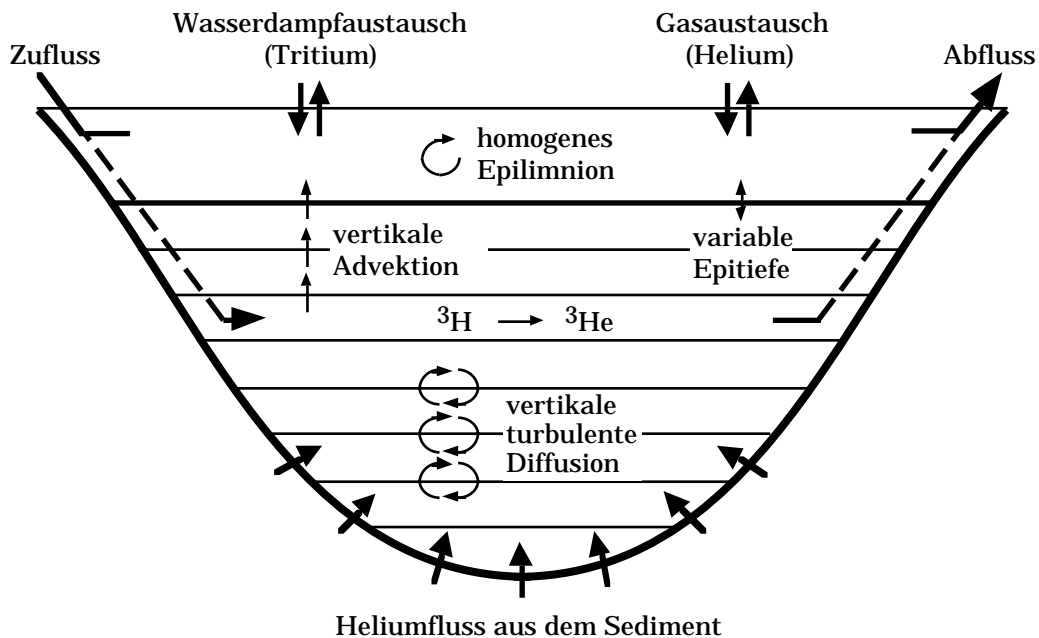 Wasserdampfaustausch
(Tritium)
Gasaustausch
(Helium)
Zufluss
Abfluss
homogenes
Epilimnion
vertikale
Advektion
variable
Epitiefe
³H → ³He
vertikale
turbulente
Diffusion
Heliumfluss aus dem Sediment